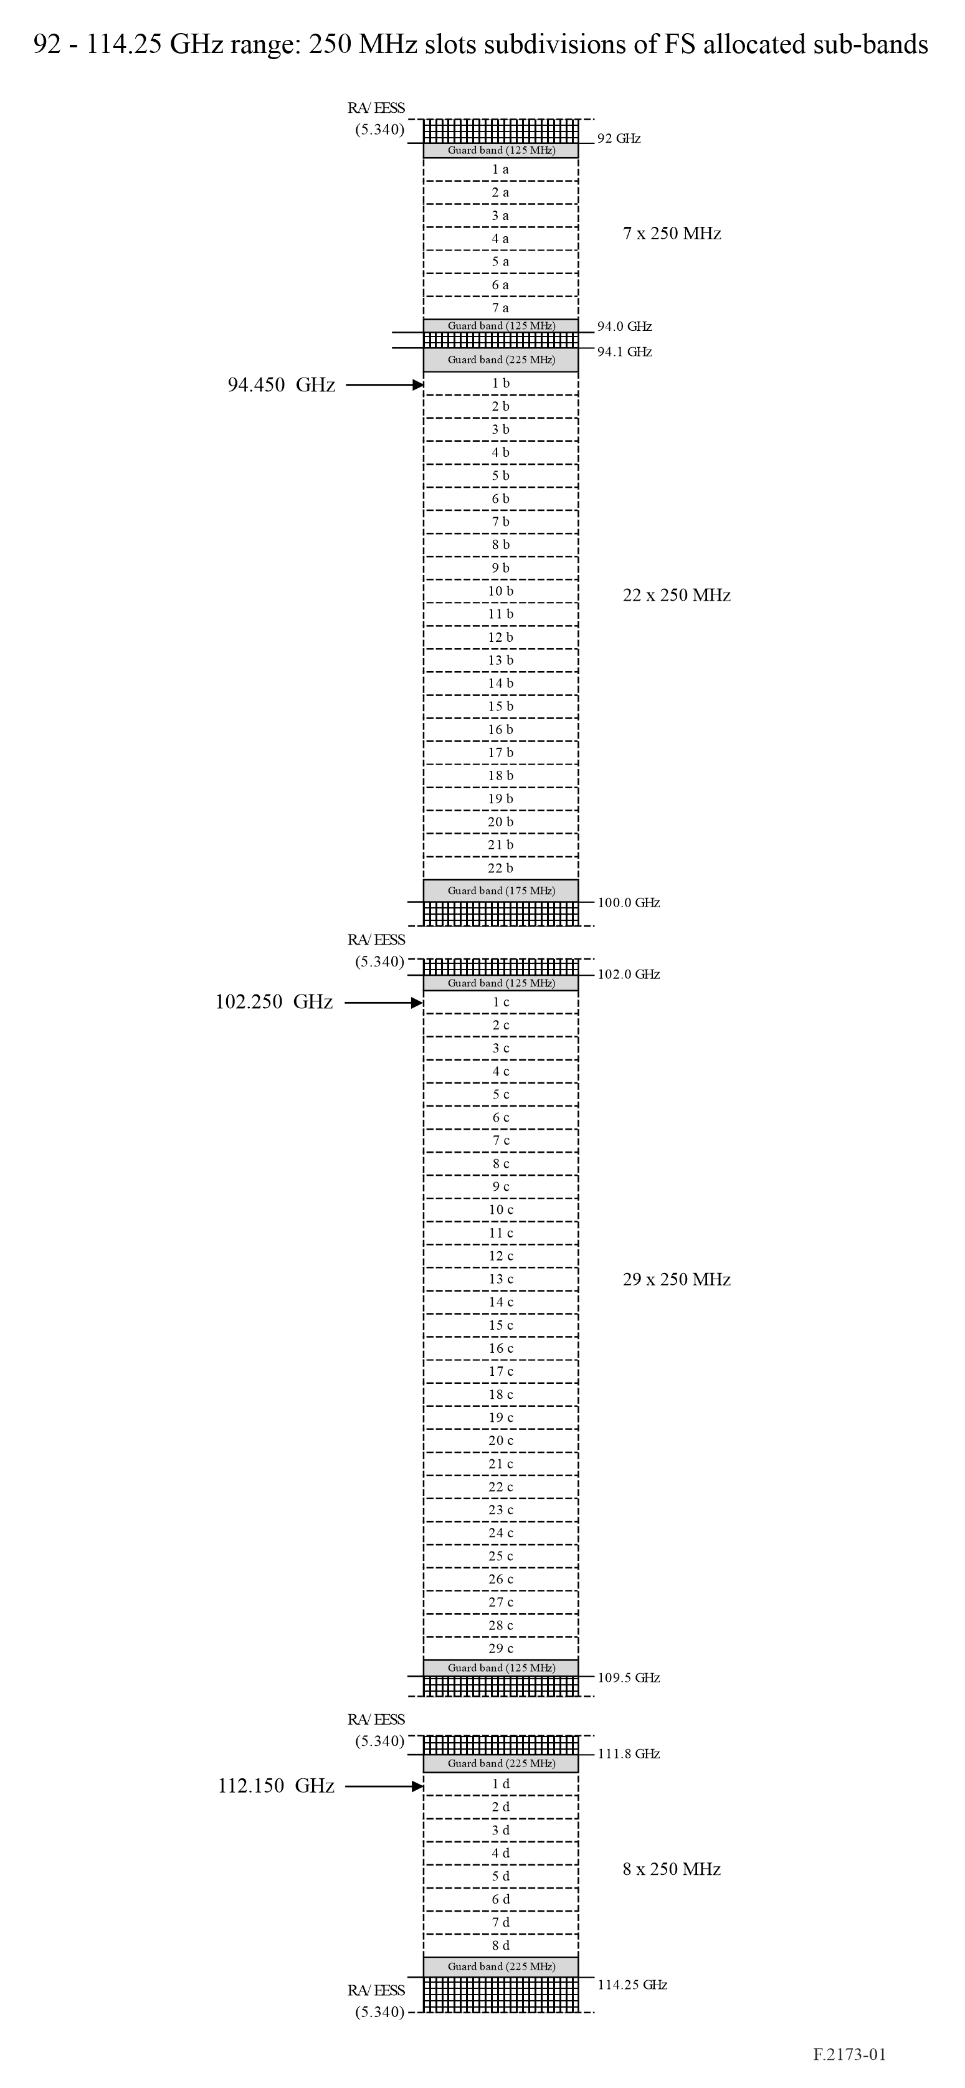 92 - 114.25 GHz range: 250 MHz slots subdivisions of FS allocated sub-bands
RA/EESS
(5.340)
92 GHz
Guard band (125 MHz)
1 a
2 a
3 a
4 a
7 x 250 MHz
5 a
6 a
7 a
Guard band (125 MHz)
94.0 GHz
94.1 GHz
Guard band (225 MHz)
94.450 GHz
1 b
2 b
3 b
4 b
5 b
6 b
7 b
8 b
9 b
10 b
22 x 250 MHz
11 b
12 b
13 b
14 b
15 b
16 b
17 b
18 b
19 b
20 b
21 b
22 b
Guard band (175 MHz)
100.0 GHz
RA/EESS
(5.340)
102.0 GHz
Guard band (125 MHz)
102.250 GHz
1 c
2 c
3 c
4 c
5 c
6 c
7 c
8 c
9 c
10 c
11 c
12 c
13 c
29 x 250 MHz
14 c
15 c
16 c
17 c
18 c
19 c
20 c
21 c
22 c
23 c
24 c
25 c
26 c
27 c
28 c
29 c
Guard band (125 MHz)
109.5 GHz
RA/EESS
(5.340)
111.8 GHz
Guard band (225 MHz)
112.150 GHz
1 d
2 d
3 d
4 d
8 x 250 MHz
5 d
6 d
7 d
8 d
Guard band (225 MHz)
114.25 GHz
RA/EESS
(5.340)
F.2173-01